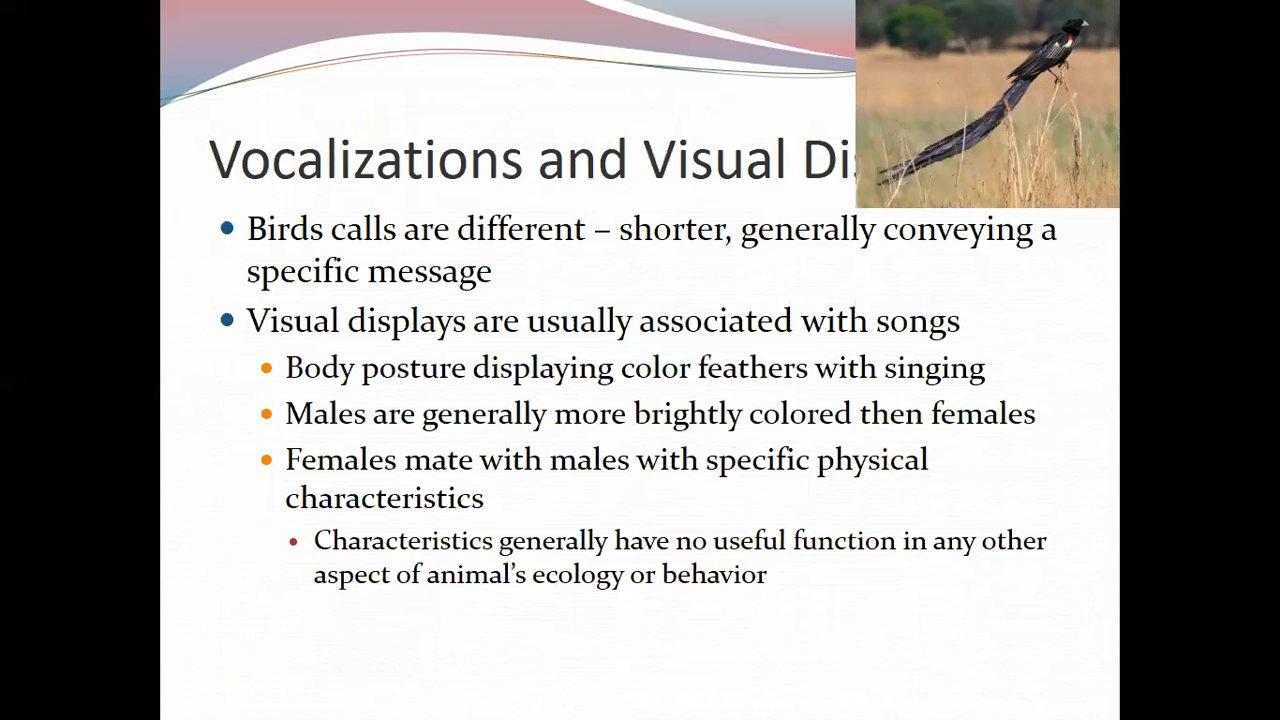 Vocalizations and Visual
Birds calls are different – shorter, generally conveying a
specific message
Visual displays are usually associated with songs
Body posture displaying color feathers with singing
Males are generally more brightly colored then females
Females mate with males with specific physical
characteristics
Characteristics generally have no useful function in any other
aspect of animal’s ecology or behavior